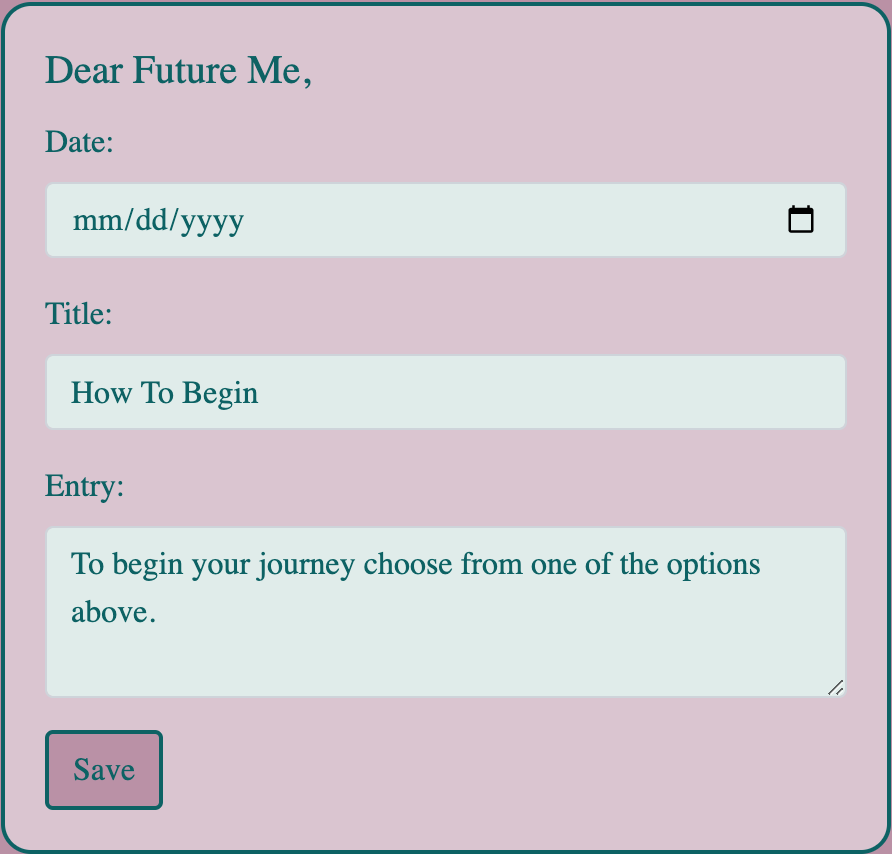 Dear Future Me,
Date:
mm/dd/yyyy
Title:
How To Begin
Entry:
To begin your journey choose from one of the options
above.
Save